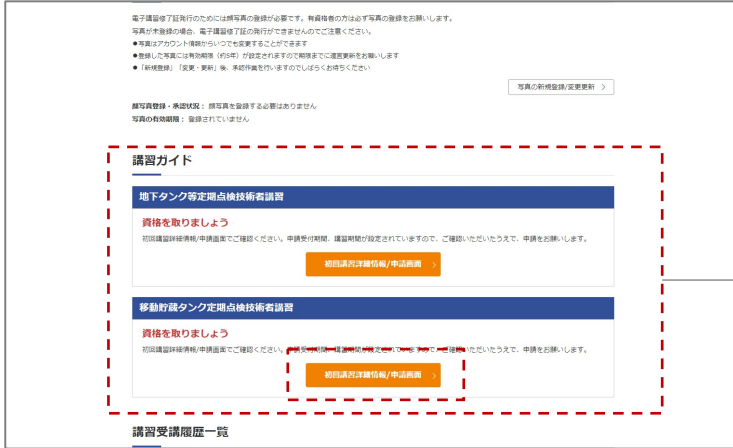 電子講習修了証発行のためには顔写真の登録が必要です。有資格者の方は必ず写真の登録をお願いします。
写真が未登録の場合、電子講習修了証の発行ができませんのでご注意ください。
●写真はアカウント情報からいつでも変更することができます
●登録した写真には有効期限（約5年）が設定されますので期限までに適宜更新をお願いします
●「新規登録」「変更・更新」後、承認作業を行いますのでしばらくお待ちください
写真の新規登録/変更更新 〉
顔写真登録・承認状況： 顔写真を登録する必要はありません
写真の有効期限： 登録されていません
講習ガイド
地下タンク等定期点検技術者講習
資格を取りましょう
初回講習詳細情報/申請画面でご確認ください。申請受付期間、講習期間が設定されていますので、ご確認いただいたうえで、申請をお願いします。
初回講習詳細情報/申請画面 〉
移動貯蔵タンク定期点検技術者講習
資格を取りましょう
初回講習詳細情報/申請画面でご確認ください。申請受付期間、講習期間が設定されていますので、ご確認いただいたうえで、申請をお願いします。
初回講習詳細情報/申請画面 〉
講習受講履歴一覧